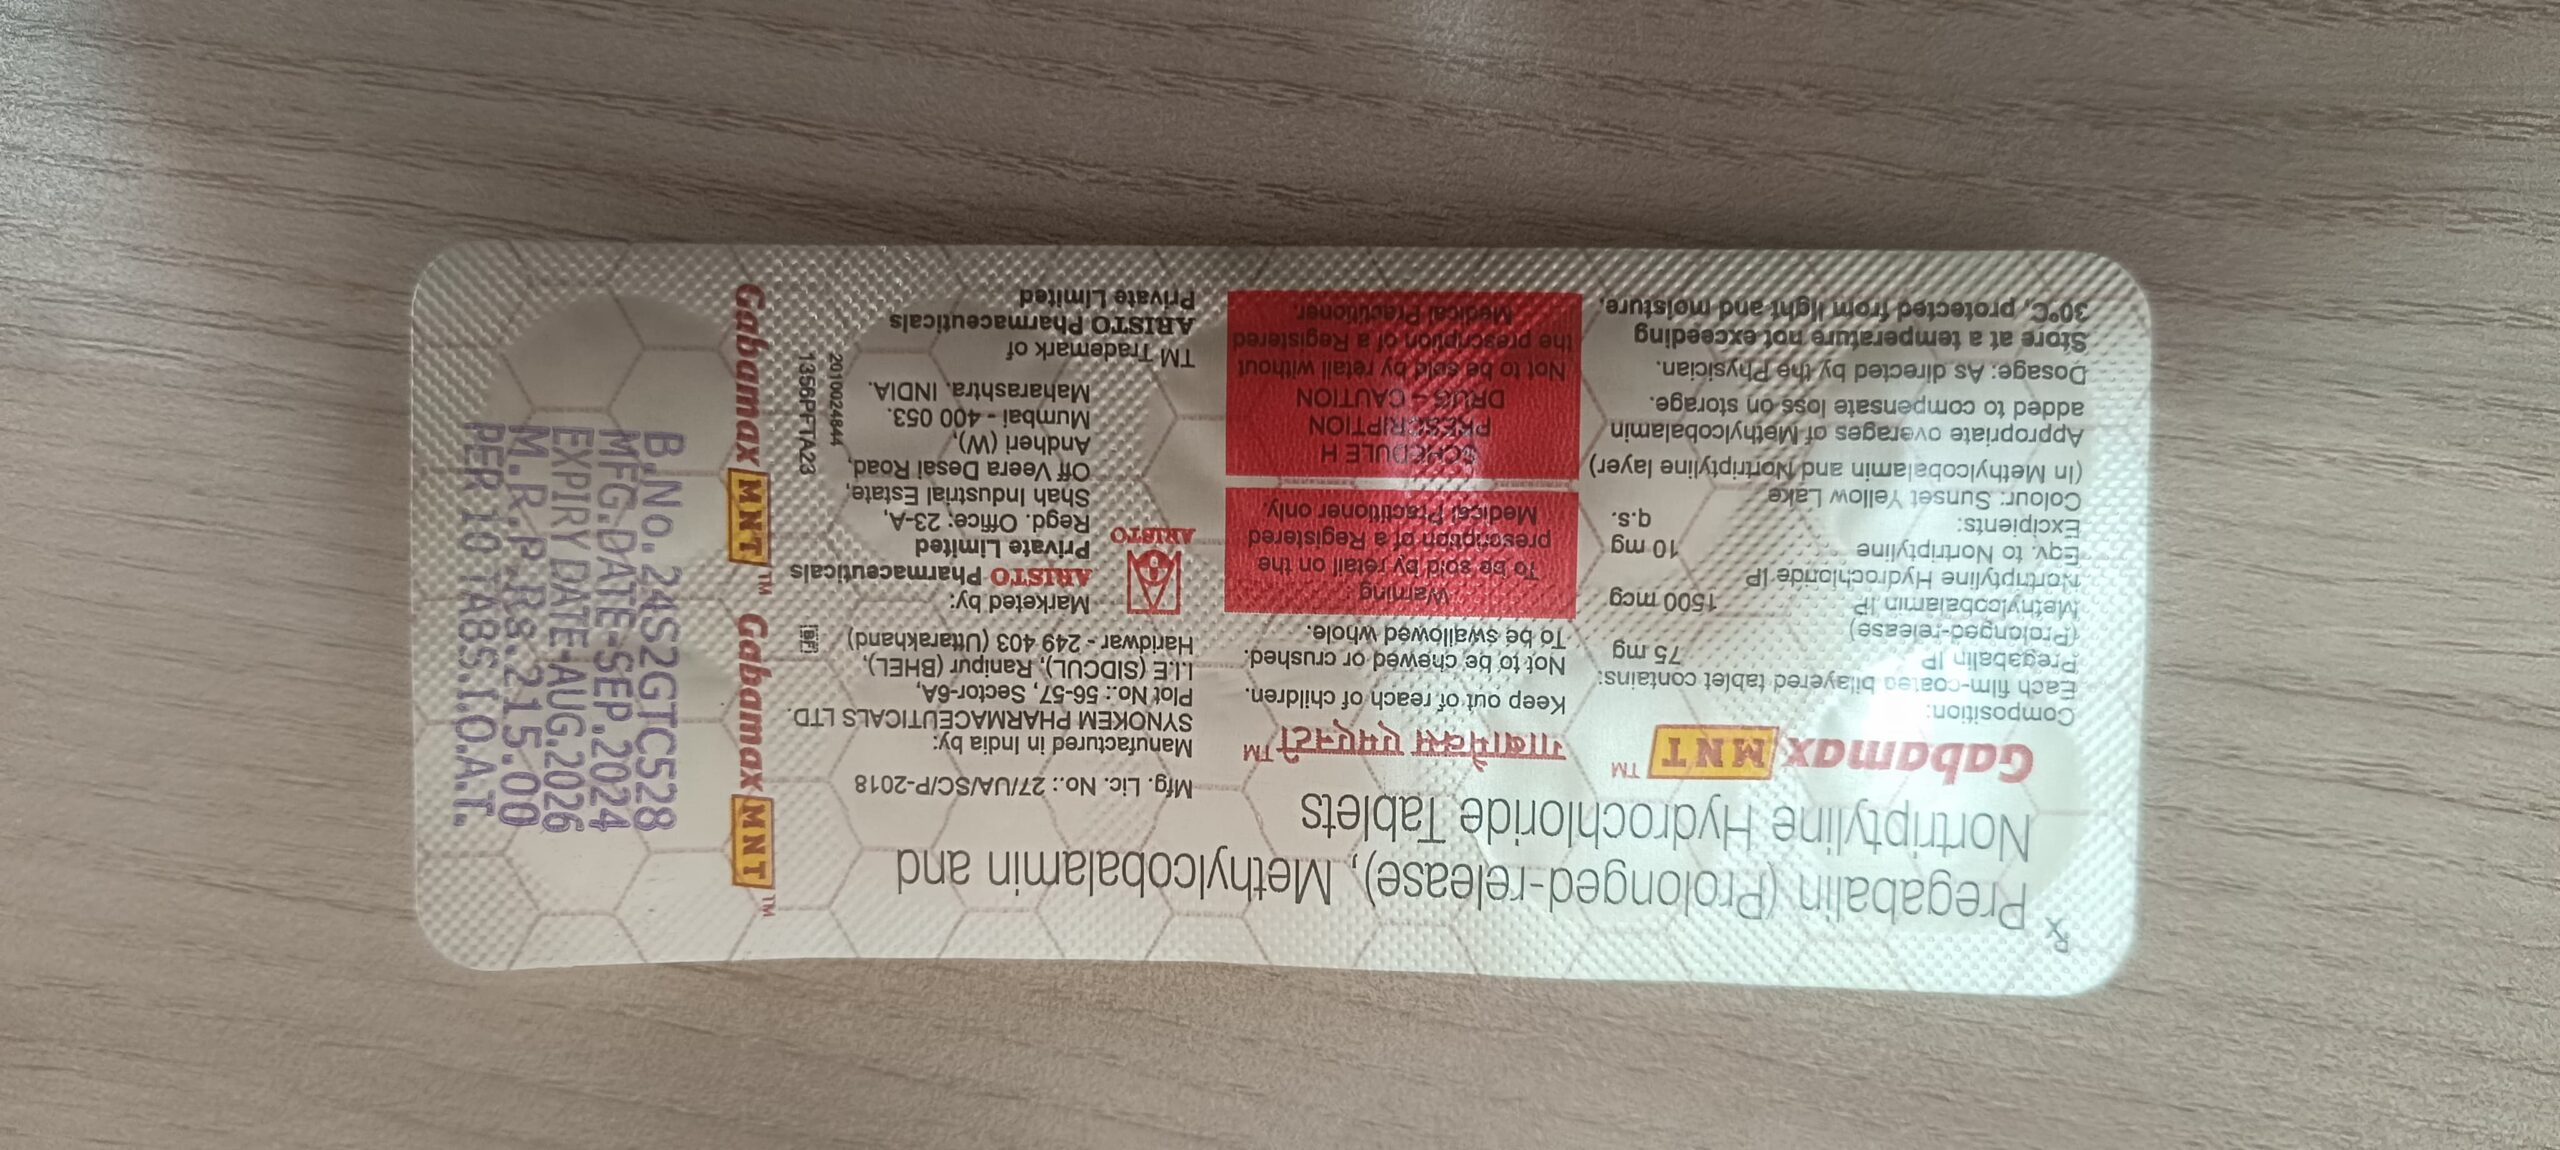 Rx
Pregabalin (Prolonged-release), Methylcobalamin and
Nortriptyline Hydrochloride Tablets
Gabamax MNT™
Composition:
Each film-coated bilayered tablet contains:
Pregabalin IP 75 mg
(Prolonged-release)
Methylcobalamin IP 1500 mcg
Nortriptyline Hydrochloride IP
Eqv. to Nortriptyline 10 mg
Excipients: q.s.
Colour: Sunset Yellow Lake
(In Methylcobalamin and Nortriptyline layer)
Appropriate overages of Methylcobalamin
added to compensate loss on storage.
Dosage: As directed by the Physician.
Store at a temperature not exceeding
30°C, protected from light and moisture.
गाबामैक्स एमएनटी™
Keep out of reach of children.
Not to be chewed or crushed.
To be swallowed whole.
Warning
To be sold by retail on the
prescription of a Registered
Medical Practitioner only.
SCHEDULE H
PRESCRIPTION
DRUG - CAUTION
Not to be sold by retail without
the prescription of a Registered
Medical Practitioner.
Mfg. Lic. No.: 27/UA/SC/P-2018
Manufactured in India by:
SYNOKEM PHARMACEUTICALS LTD.
Plot No.: 56-57, Sector-6A,
I.I.E (SIDCUL), Ranipur (BHEL),
Haridwar - 249 403 (Uttarakhand)
ARISTO
Marketed by:
ARISTO Pharmaceuticals
Private Limited
Regd. Office: 23-A,
Shah Industrial Estate,
Off Veera Desai Road,
Andheri (W),
Mumbai - 400 053.
Maharashtra. INDIA.
TM Trademark of
ARISTO Pharmaceuticals
Private Limited
1356PFTA23
2010024844
Gabamax MNT™ Gabamax MNT™
B.No.24S2GTC528
MFG.DATE-SEP.2024
EXPIRY DATE-AUG.2026
M.R.P.Rs.215.00
PER 10 TABS.I.O.A.T.